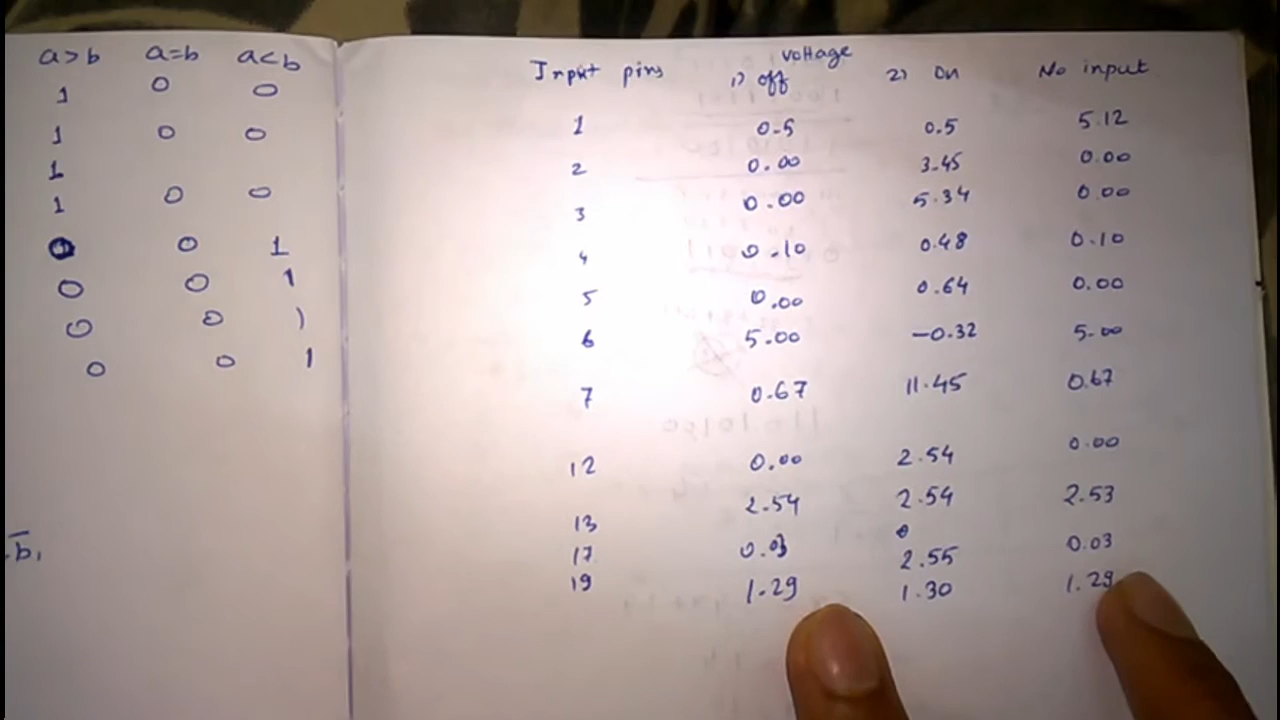 a>b a=b a<b
1 0 0
1 0 0
1
1 0 0
0 0 1
0 0 1
0 0 1
0 0 1
b̅₁
voltage
Input pins 1) off 2) On No input
1 0.5 0.5 5.12
2 0.00 3.45 0.00
3 0.00 5.34 0.00
4 0.10 0.48 0.10
5 0.00 0.64 0.00
6 5.00 -0.32 5.00
7 0.67 11.45 0.67
12 0.00 2.54 0.00
13 2.54 2.54 2.53
17 0.03 2.55 0.03
19 1.29 1.30 1.29